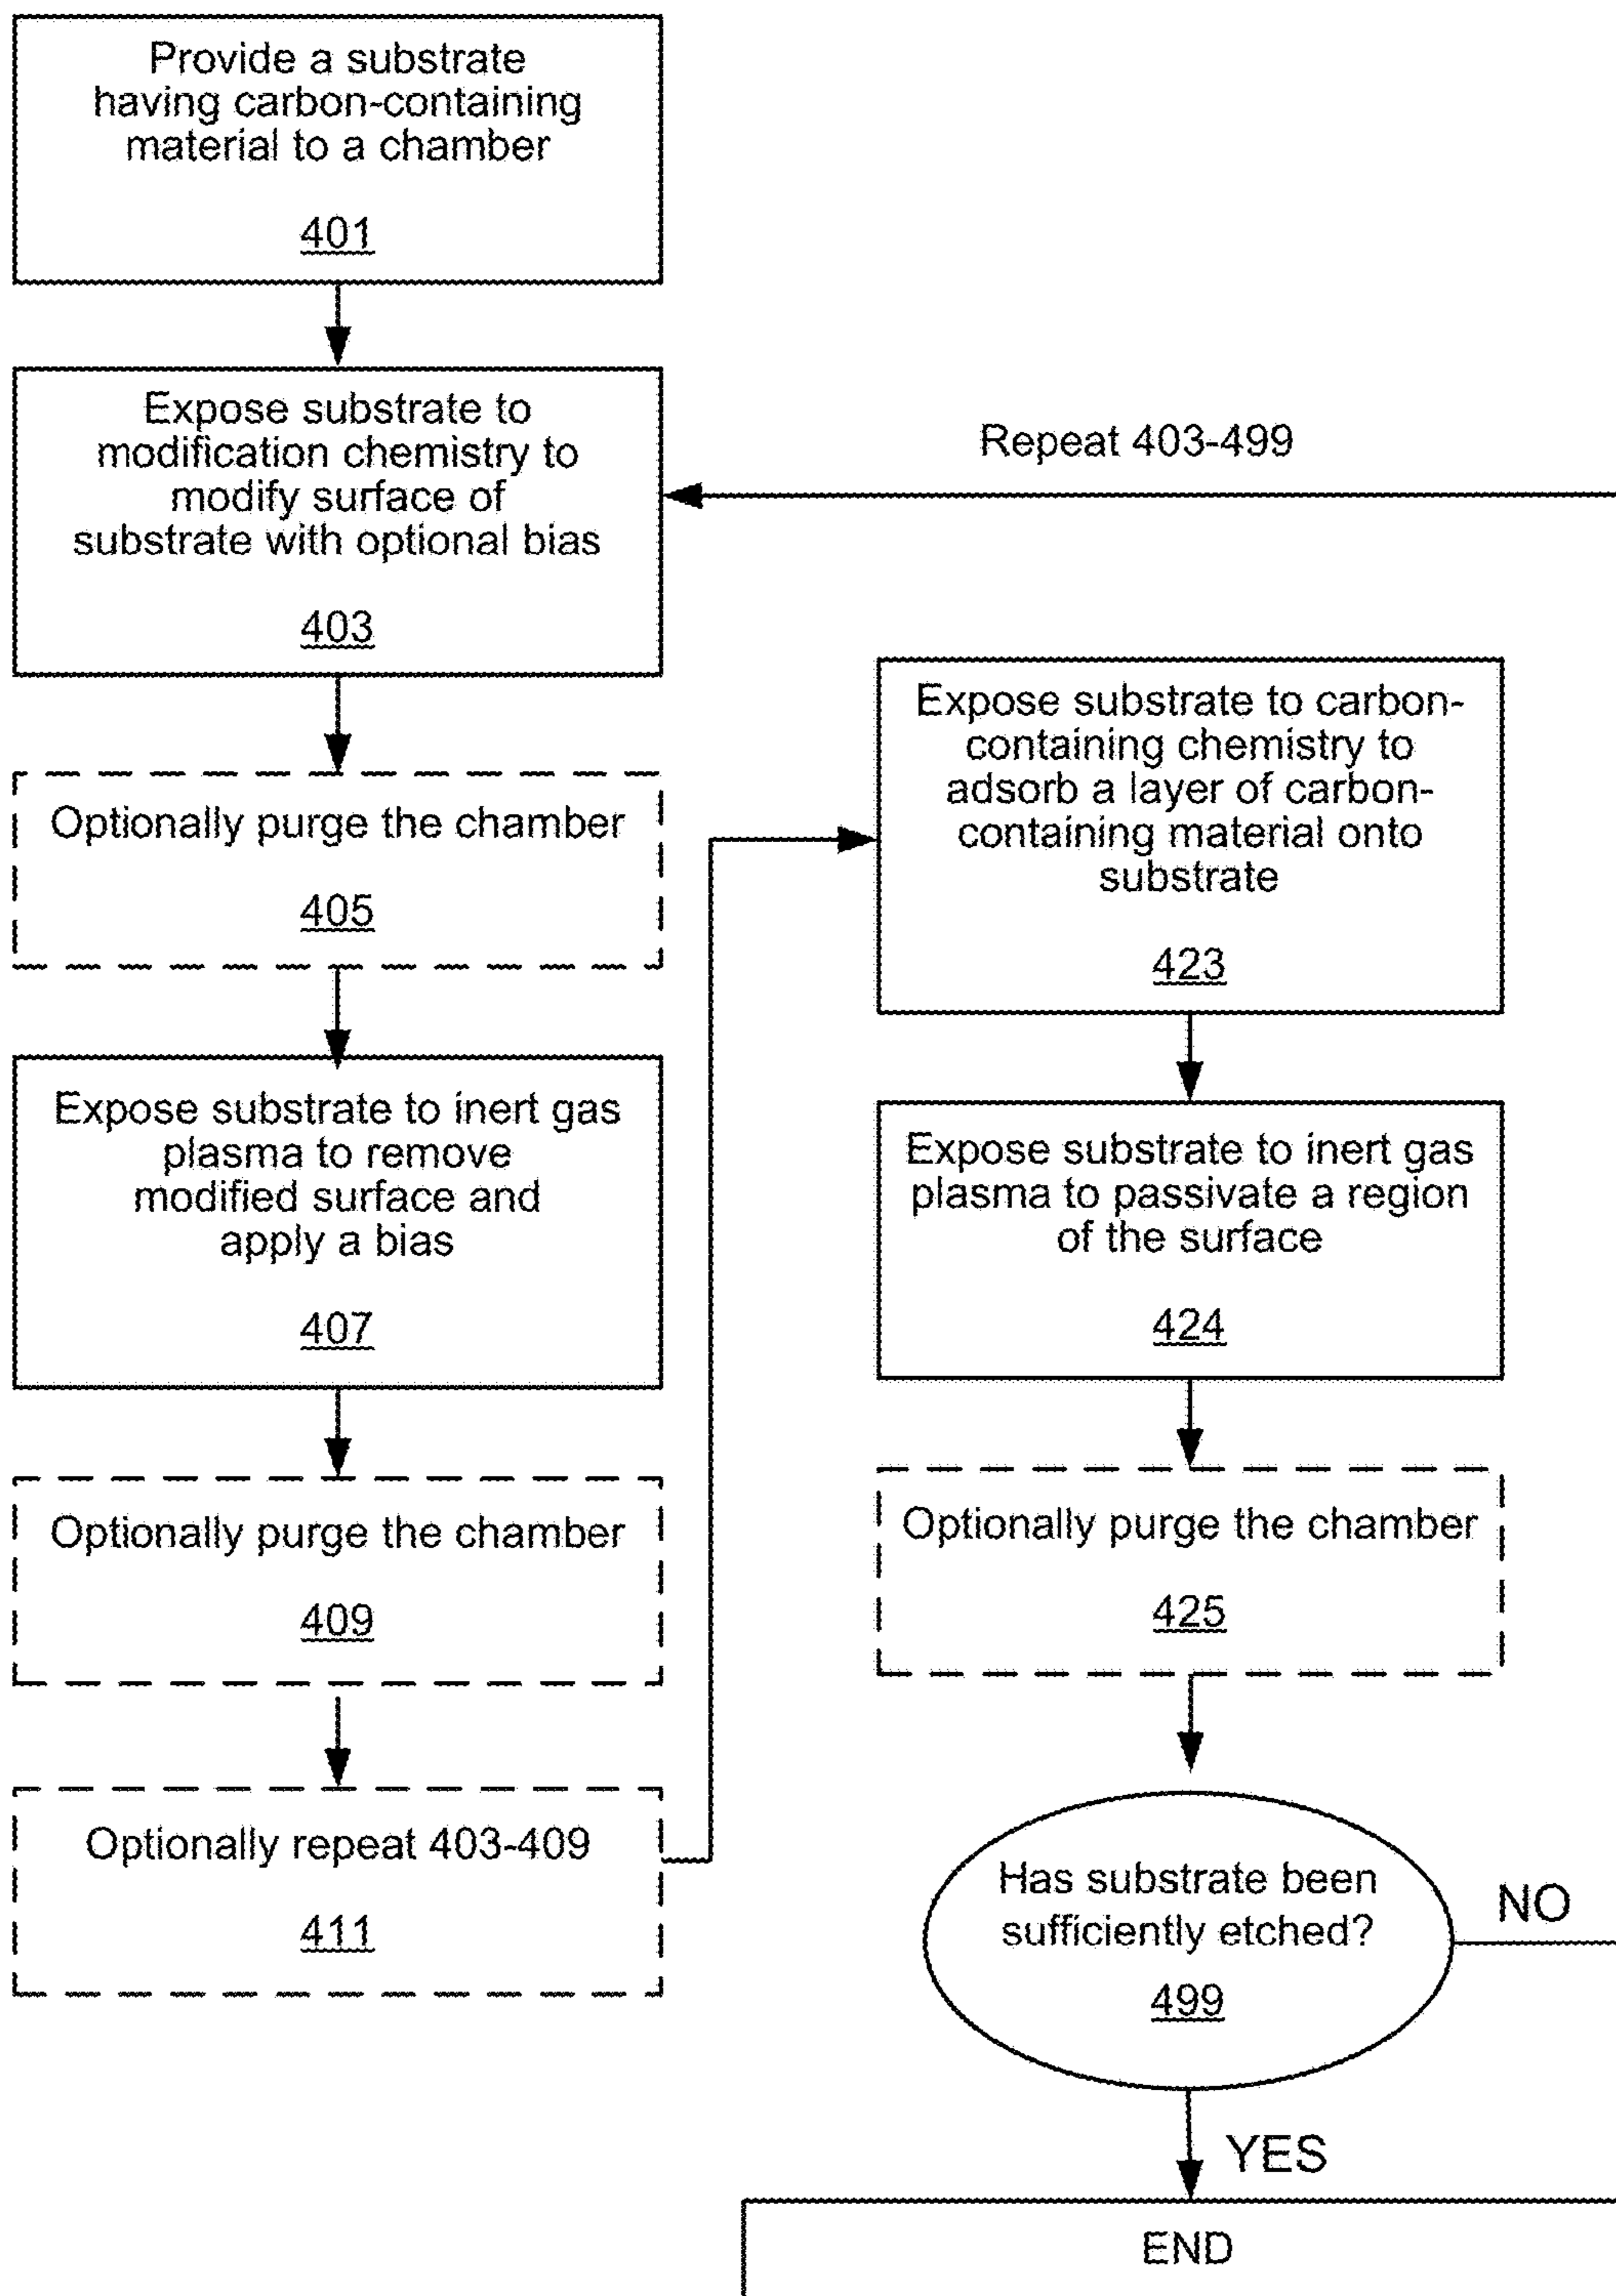 Provide a substrate
having carbon-containing
material to a chamber
401
Expose substrate to
modification chemistry to
modify surface of
substrate with optional bias
403
Optionally purge the chamber
405
Expose substrate to inert gas
plasma to remove
modified surface and
apply a bias
407
Optionally purge the chamber
409
Optionally repeat 403-409
411
Repeat 403-499
Expose substrate to carbon-
containing chemistry to
adsorb a layer of carbon-
containing material onto
substrate
423
Expose substrate to inert gas
plasma to passivate a region
of the surface
424
Optionally purge the chamber
425
Has substrate been
sufficiently etched?
499
NO
YES
END